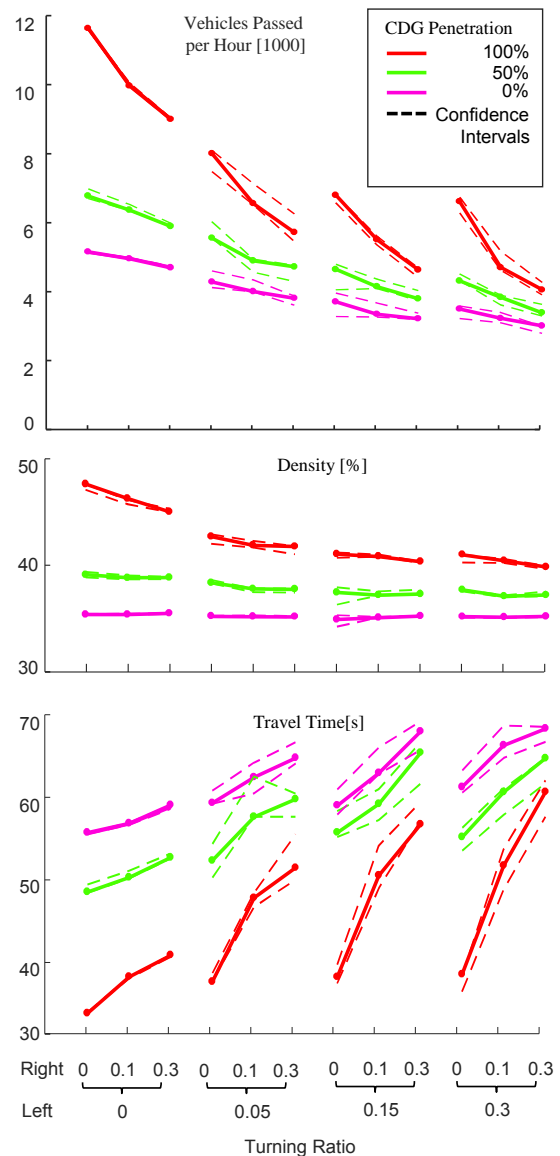 Vehicles Passed
per Hour [1000]
CDG Penetration
100%
50%
0%
Confidence
Intervals
12
10
8
6
4
2
0
Density [%]
50
40
30
Travel Time[s]
70
60
50
40
30
Right 0 0.1 0.3 0 0.1 0.3 0 0.1 0.3 0 0.1 0.3
Left 0 0.05 0.15 0.3
Turning Ratio